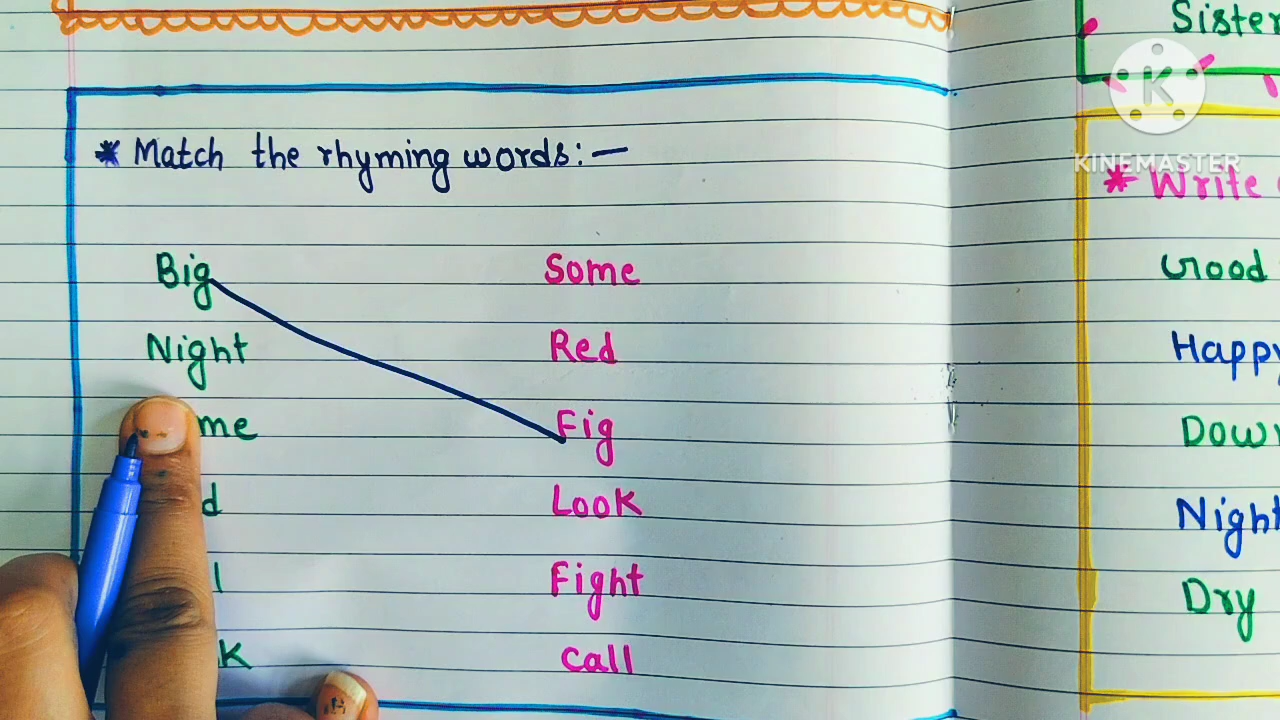 * Match the rhyming words:-
Big Some
Night Red
me Fig
d Look
l Fight
k call
Sister
K
KINEMASTER
* Write
Good
Happy
Down
Night
Dry